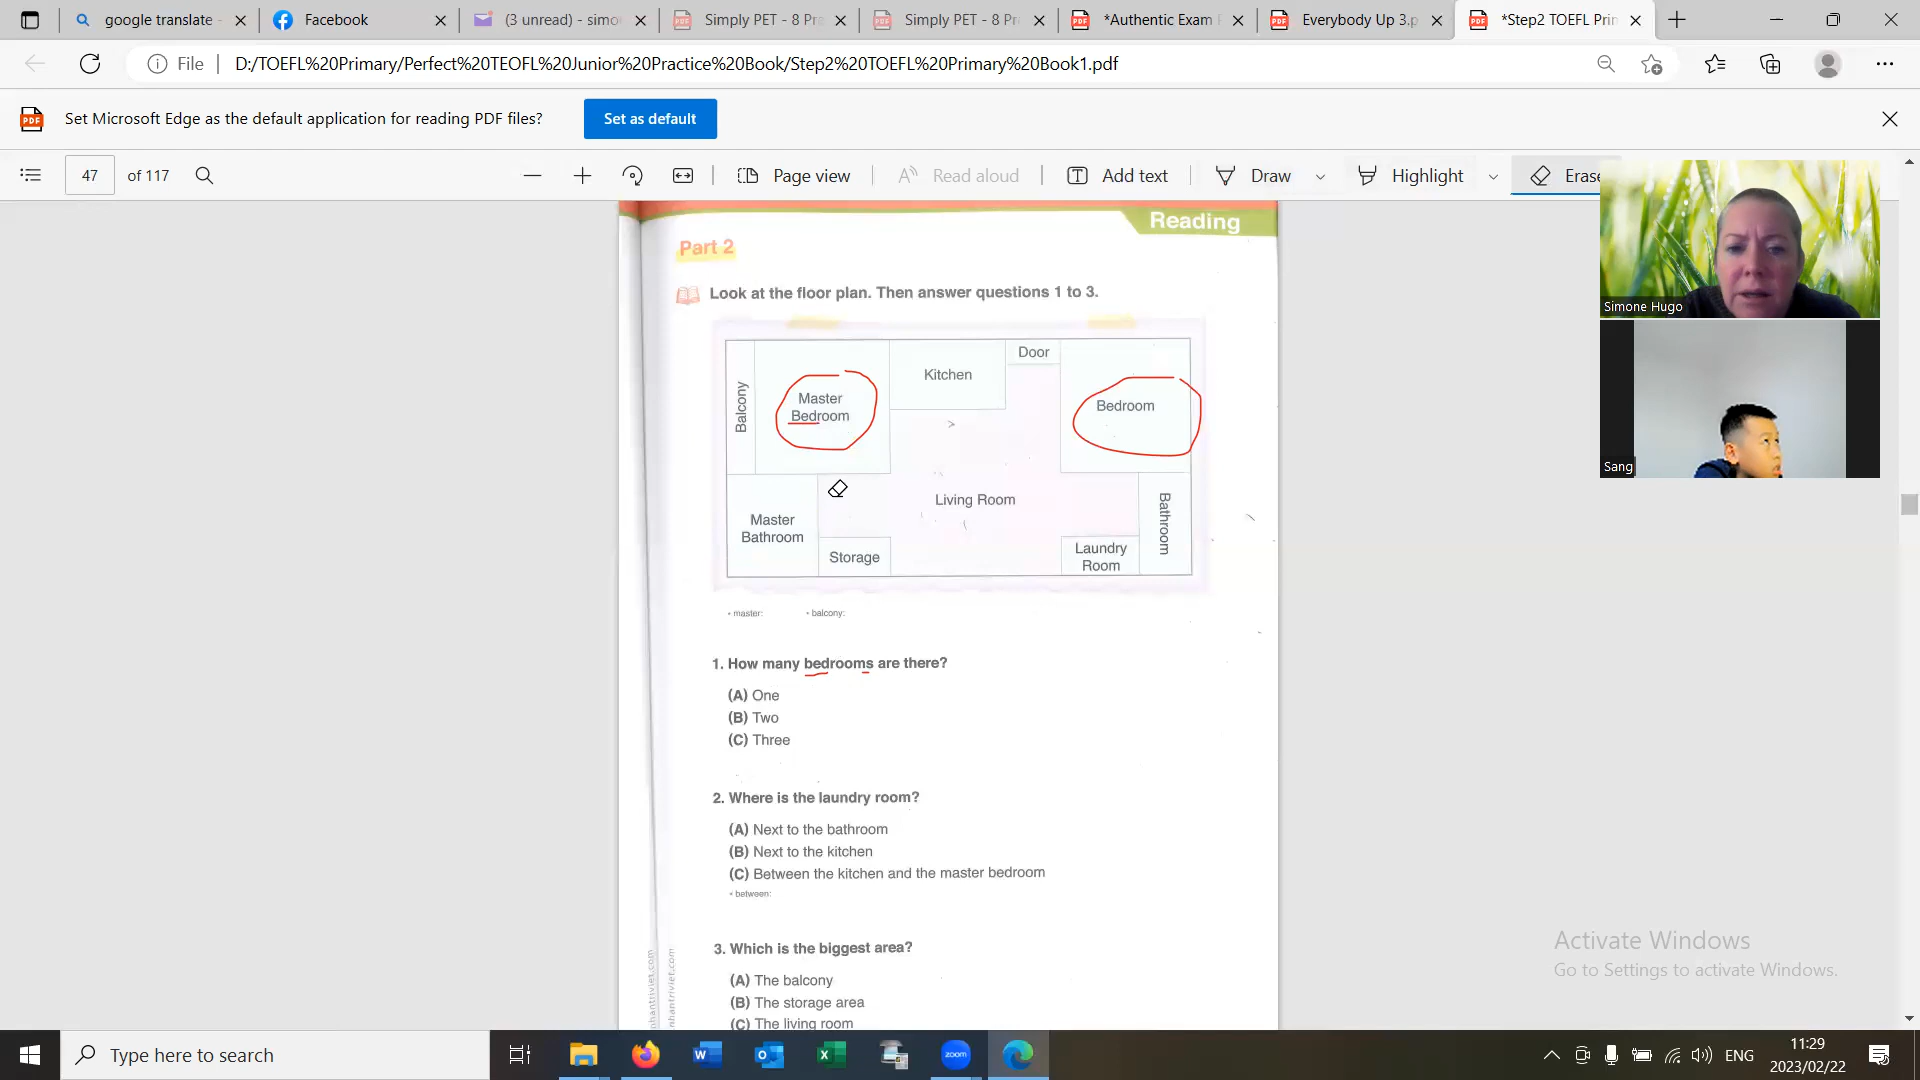 google translate -
Facebook
(3 unread) - simo
Simply PET - 8 Pra
Simply PET - 8 Pr
*Authentic Exam P
Everybody Up 3.p
*Step2 TOEFL Prim
File
D:/TOEFL%20Primary/Perfect%20TEOFL%20Junior%20Practice%20Book/Step2%20TOEFL%20Primary%20Book1.pdf
Set Microsoft Edge as the default application for reading PDF files?
Set as default
47
of 117
Page view
Read aloud
Add text
Draw
Highlight
Erase
Simone Hugo
Sang
Reading
Part 2
Look at the floor plan. Then answer questions 1 to 3.
Balcony
Master
Bedroom
Kitchen
Door
Bedroom
Master
Bathroom
Storage
Living Room
Laundry
Room
Bathroom
• master:
• balcony:
1. How many bedrooms are there?
(A) One
(B) Two
(C) Three
2. Where is the laundry room?
(A) Next to the bathroom
(B) Next to the kitchen
(C) Between the kitchen and the master bedroom
• between:
3. Which is the biggest area?
(A) The balcony
(B) The storage area
(C) The living room
nhantriviet.com
nhantriviet.com
Activate Windows
Go to Settings to activate Windows.
Type here to search
zoom
ENG
11:29
2023/02/22